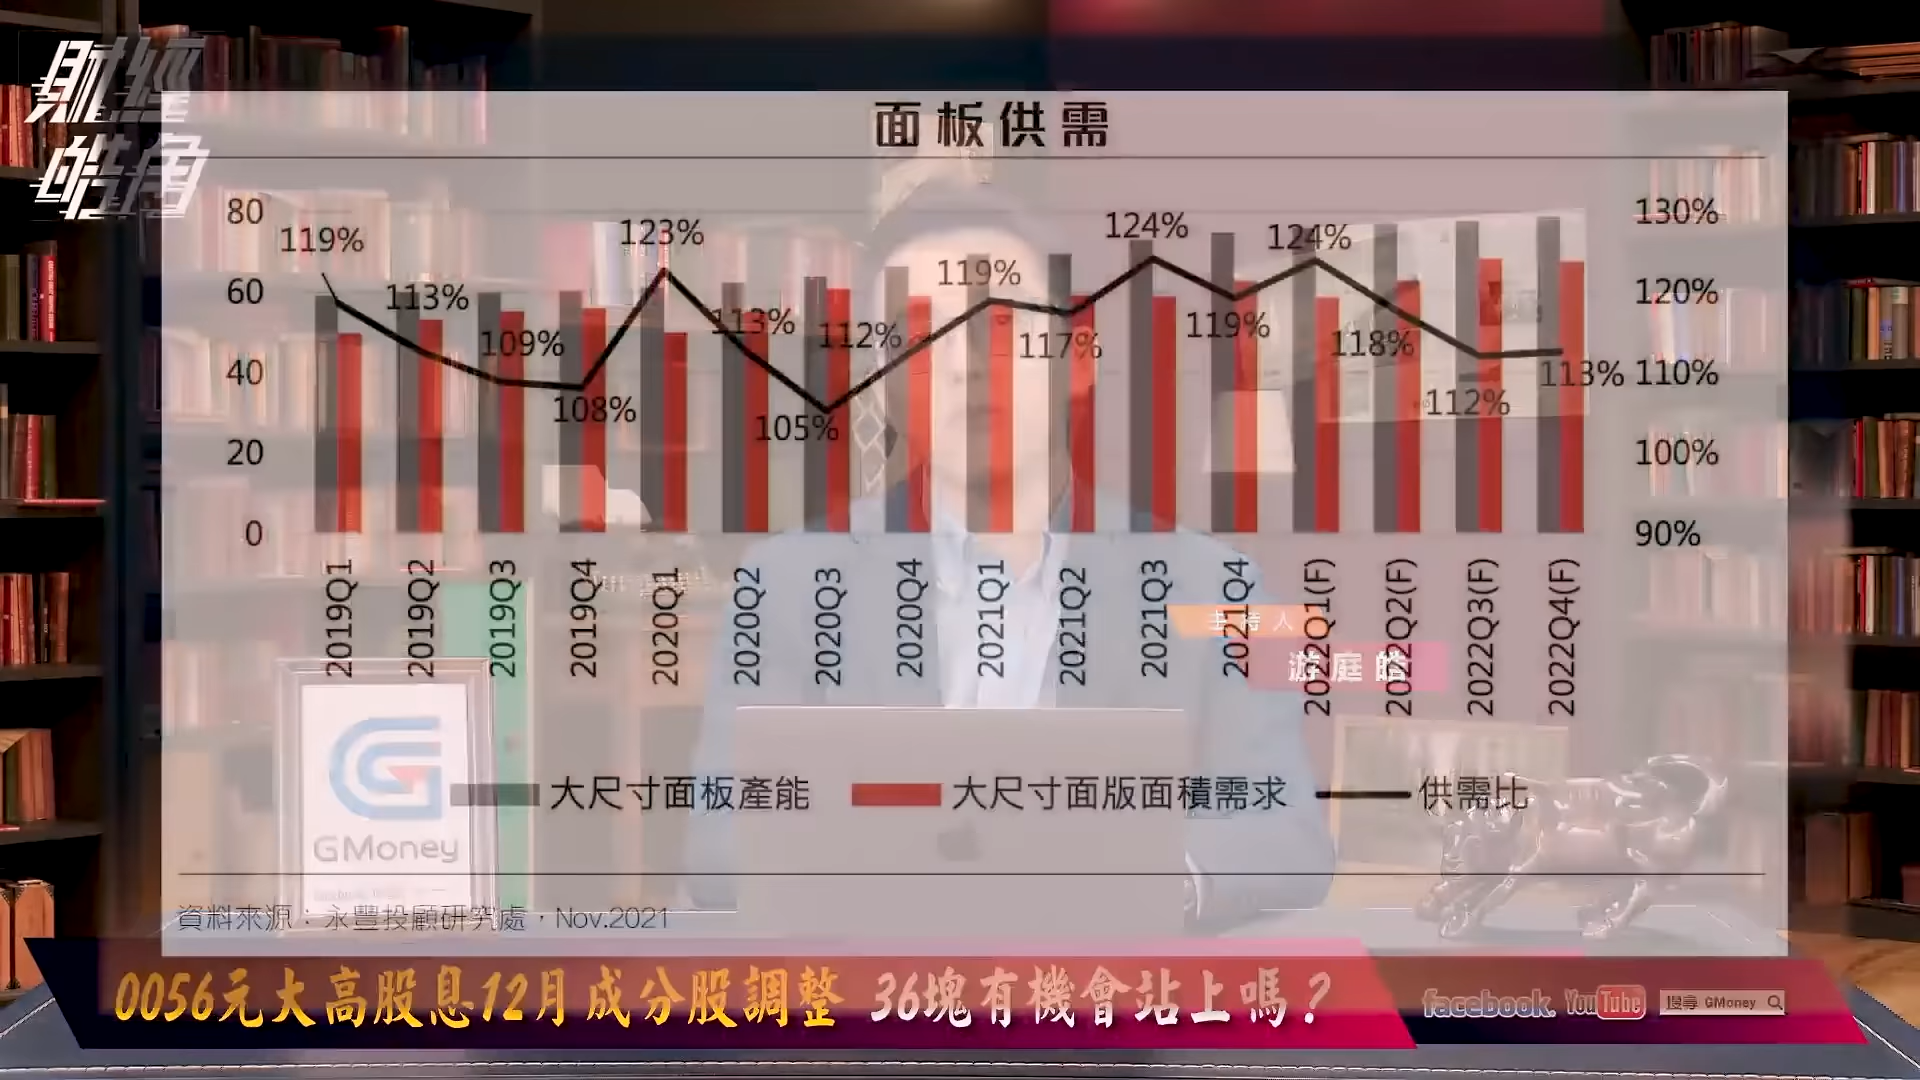 財經
皓角
面板供需
80
60
40
20
0
130%
120%
110%
100%
90%
119%
113%
109%
108%
123%
113%
105%
112%
119%
117%
124%
119%
124%
118%
112%
113%
2019Q1
2019Q2
2019Q3
2019Q4
2020Q1
2020Q2
2020Q3
2020Q4
2021Q1
2021Q2
2021Q3
2021Q4
2022Q1(F)
2022Q2(F)
2022Q3(F)
2022Q4(F)
主持人
游庭皓
GMoney
大尺寸面板產能
大尺寸面版面積需求
供需比
資料來源：永豐投顧研究處，Nov.2021
0056元大高股息12月成分股調整 36塊有機會站上嗎？
facebook. YouTube 搜尋 GMoney